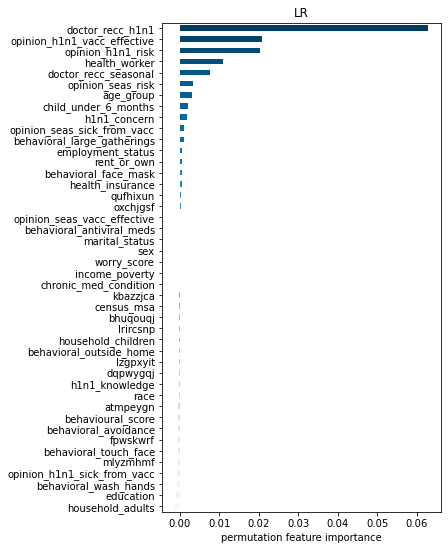 LR
doctor_recc_h1n1
opinion_h1n1_vacc_effective
opinion_h1n1_risk
health_worker
doctor_recc_seasonal
opinion_seas_risk
age_group
child_under_6_months
h1n1_concern
opinion_seas_sick_from_vacc
behavioral_large_gatherings
employment_status
rent_or_own
behavioral_face_mask
health_insurance
qufhixun
oxchjgsf
opinion_seas_vacc_effective
behavioral_antiviral_meds
marital_status
sex
worry_score
income_poverty
chronic_med_condition
kbazzjca
census_msa
bhuqouqj
lrircsnp
household_children
behavioral_outside_home
lzgpxyit
dqpwygqj
h1n1_knowledge
race
atmpeygn
behavioural_score
behavioral_avoidance
fpwskwrf
behavioral_touch_face
mlyzmhmf
opinion_h1n1_sick_from_vacc
behavioral_wash_hands
education
household_adults
0.00 0.01 0.02 0.03 0.04 0.05 0.06
permutation feature importance